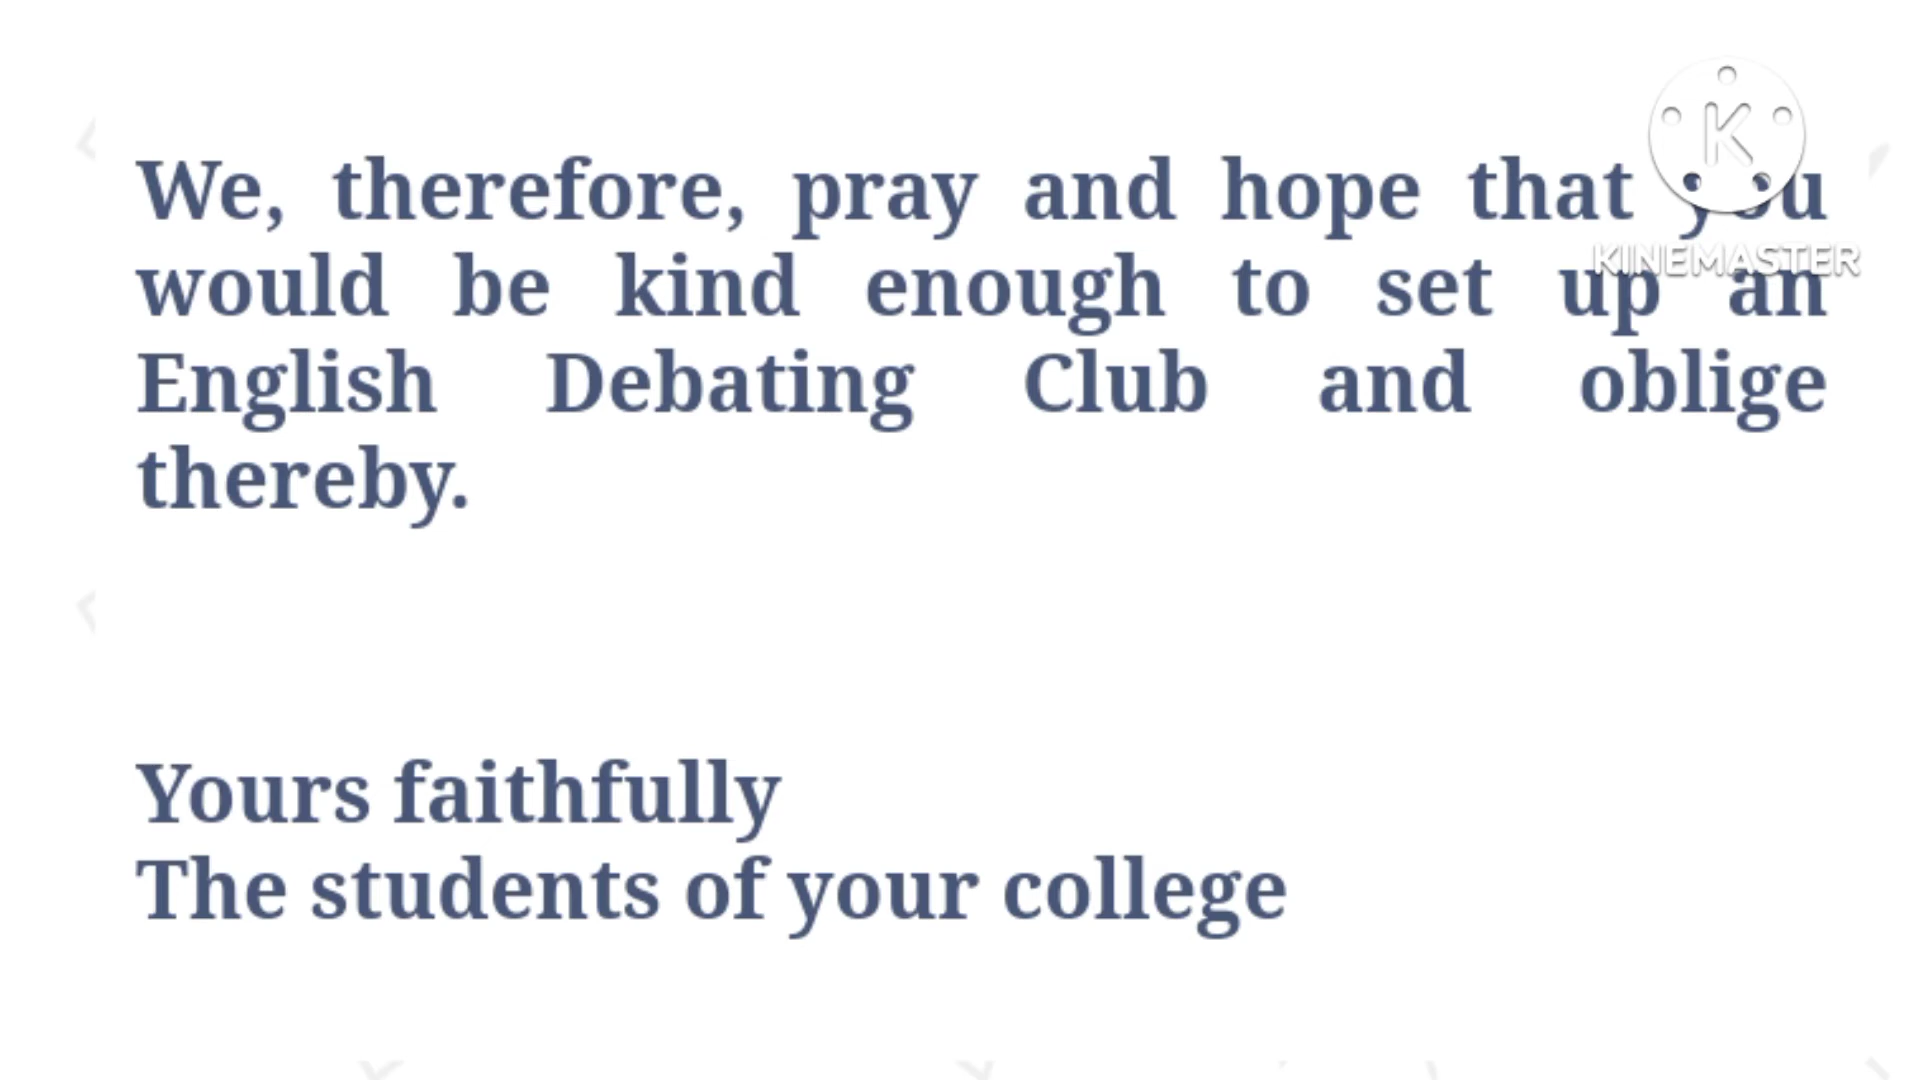 We, therefore, pray and hope that you
would be kind enough to set up an
English Debating Club and oblige
thereby.
Yours faithfully
The students of your college
K
KINEMASTER